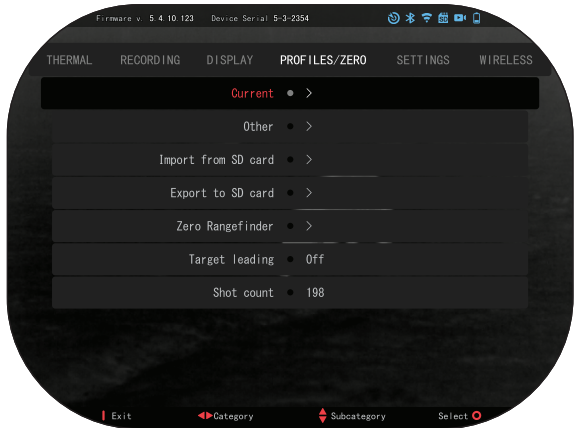 Firmware v. 5.4.10.123 Device Serial 5-3-2354 SD
THERMAL RECORDING DISPLAY PROFILES/ZERO SETTINGS WIRELESS
Current >
Other >
Import from SD card >
Export to SD card >
Zero Rangefinder >
Target leading Off
Shot count 198
Exit Category Subcategory Select